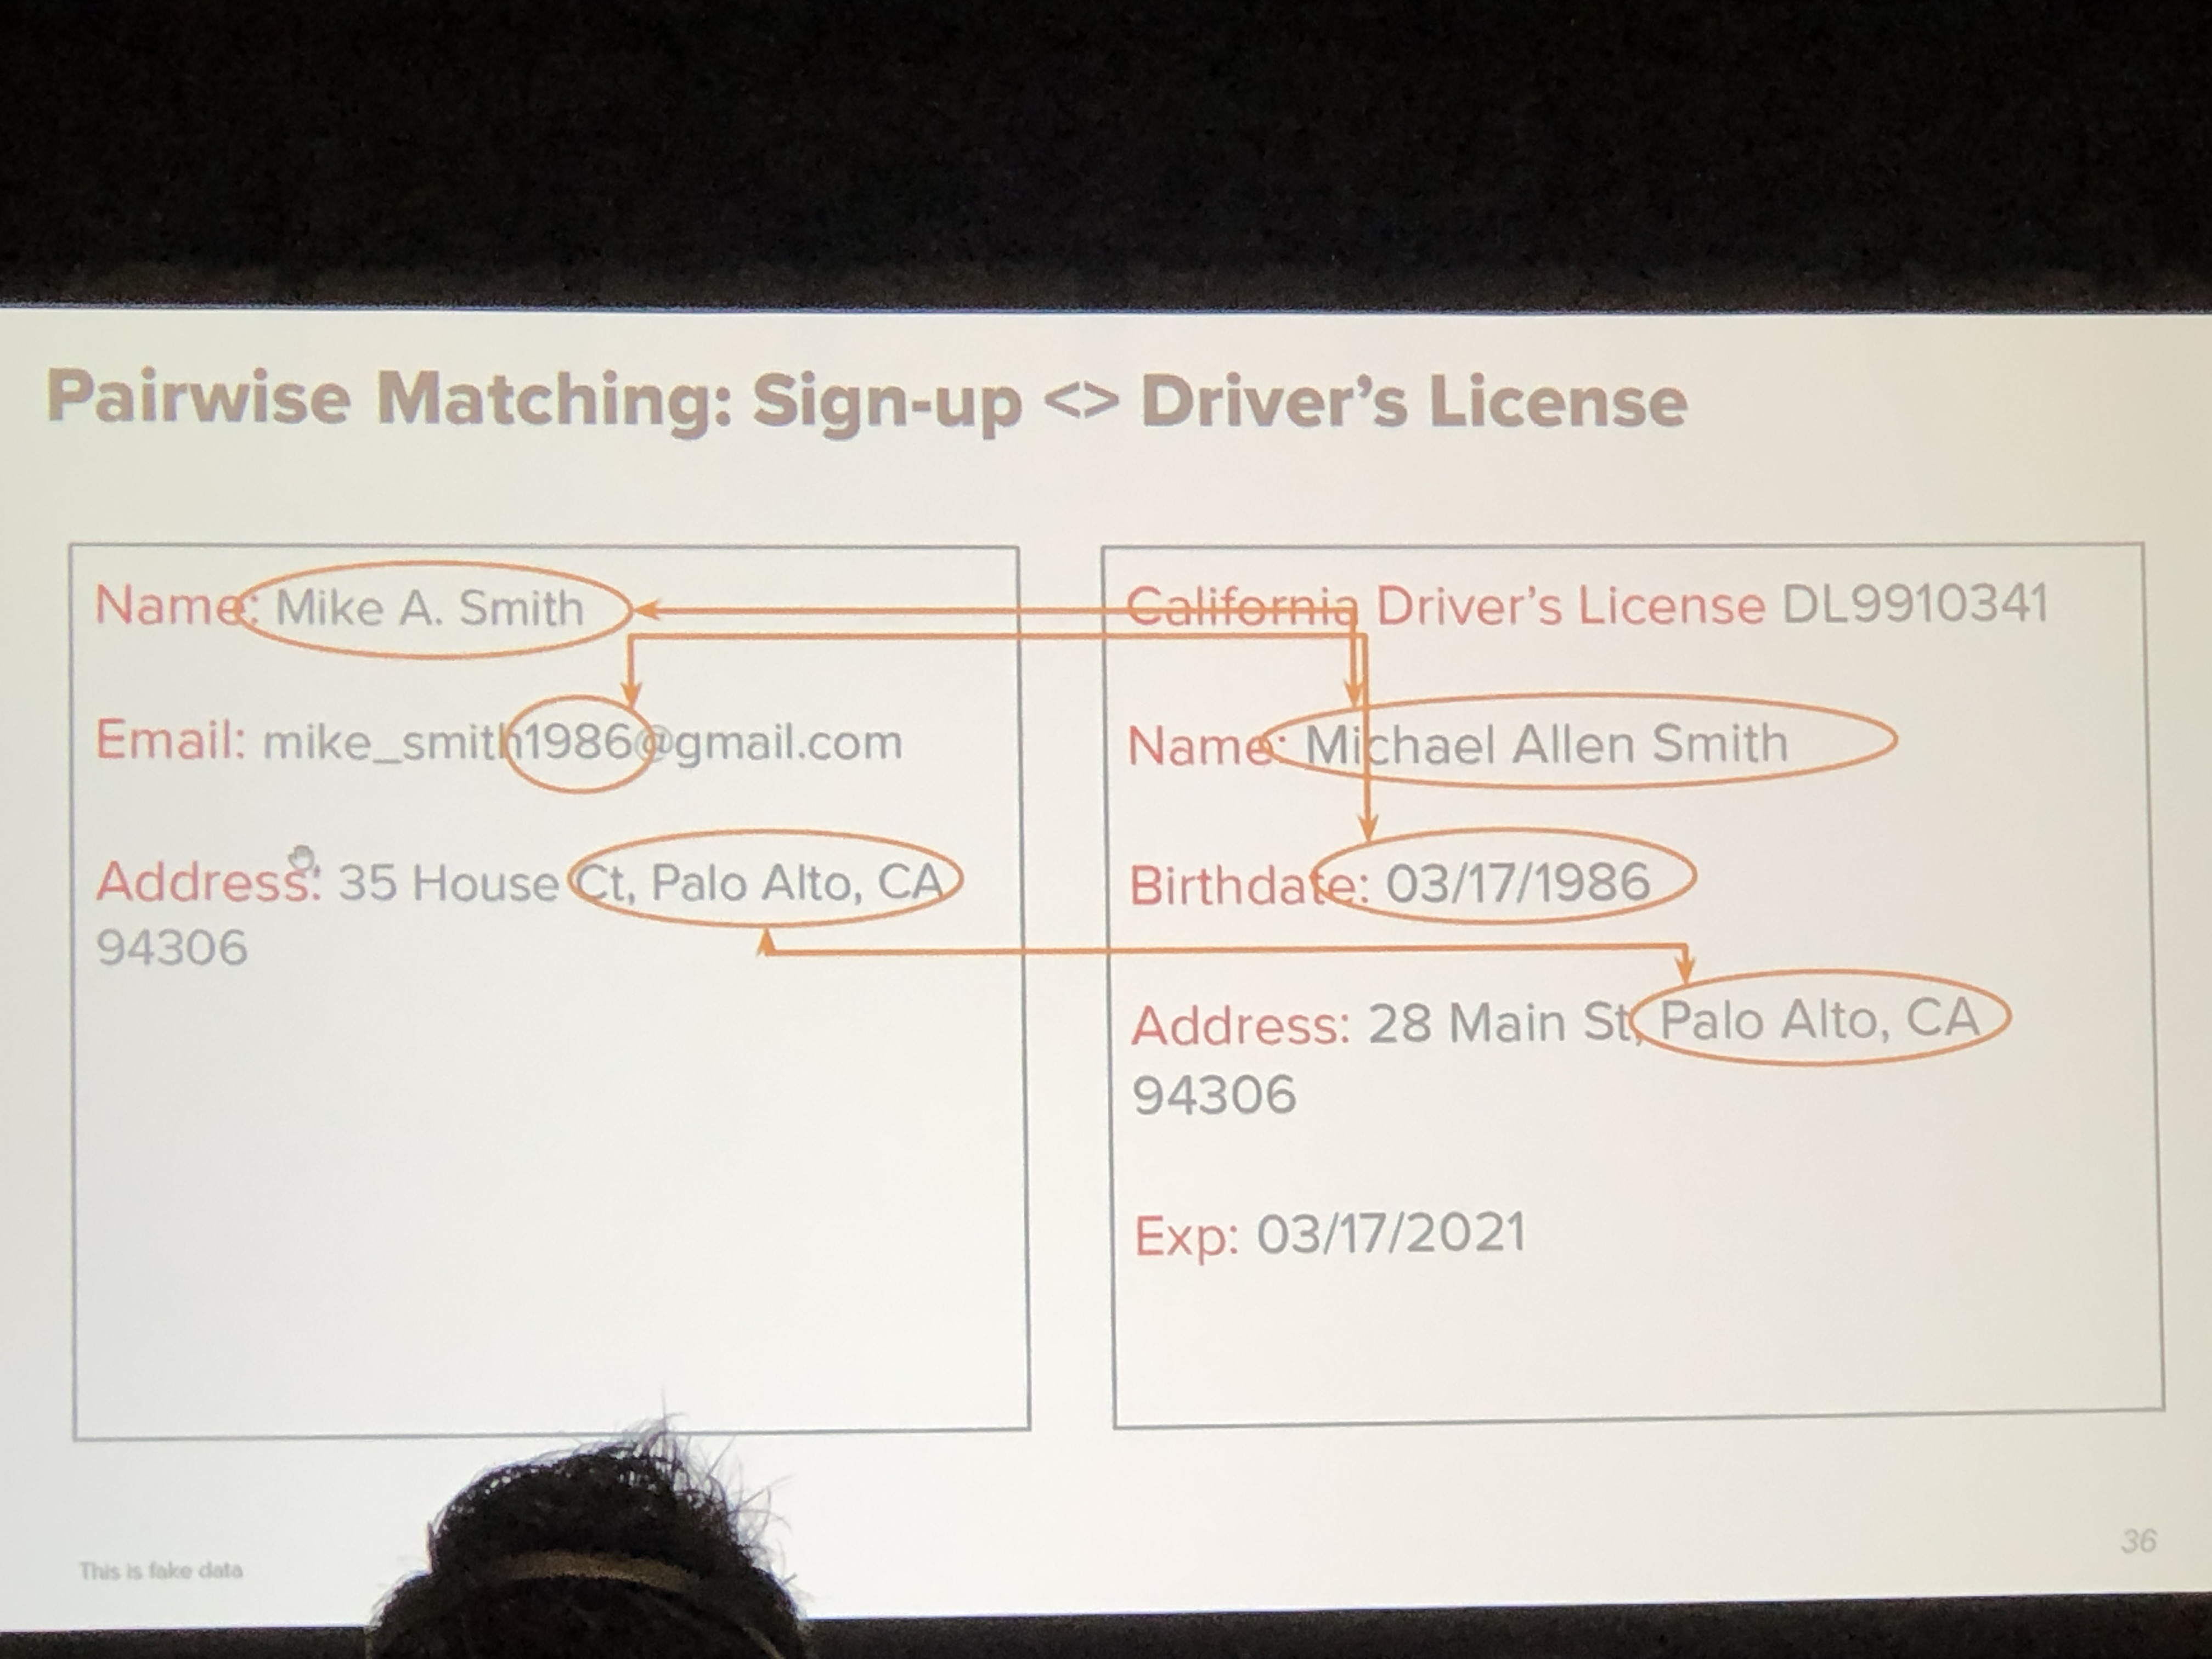 Pairwise Matching: Sign-up <> Driver's License
Name: Mike A. Smith
Email: mike_smith1986@gmail.com
Address: 35 House Ct, Palo Alto, CA
94306
California Driver's License DL9910341
Name: Michael Allen Smith
Birthdate: 03/17/1986
Address: 28 Main St, Palo Alto, CA
94306
Exp: 03/17/2021
This is fake data
36